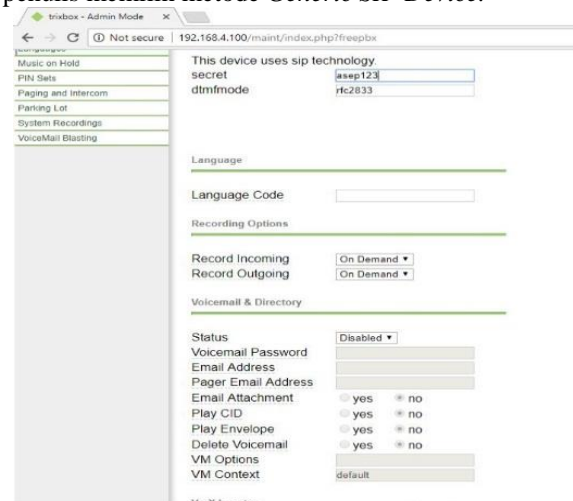 penulis memilih metode Generic SIP Device.
trixbox - Admin Mode ×
Not secure | 192.168.4.100/maint/index.php?freepbx
Languages
Music on Hold
PIN Sets
Paging and Intercom
Parking Lot
System Recordings
VoiceMail Blasting
This device uses sip technology.
secret asep123
dtmfmode rfc2833
Language
Language Code
Recording Options
Record Incoming On Demand
Record Outgoing On Demand
Voicemail & Directory
Status Disabled
Voicemail Password
Email Address
Pager Email Address
Email Attachment yes no
Play CID yes no
Play Envelope yes no
Delete Voicemail yes no
VM Options
VM Context default